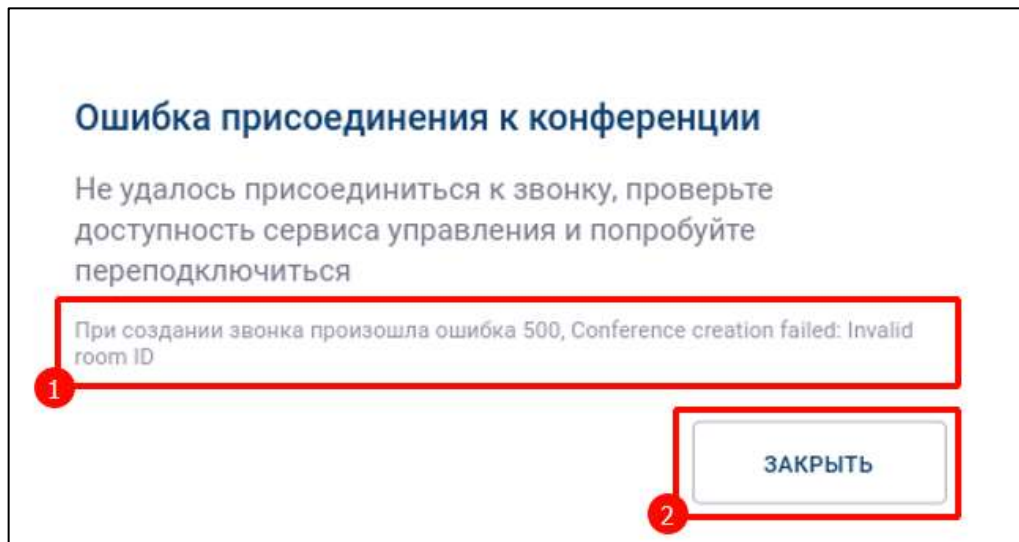 Ошибка присоединения к конференции
Не удалось присоединиться к звонку, проверьте
доступность сервиса управления и попробуйте
переподключиться
При создании звонка произошла ошибка 500, Conference creation failed: Invalid
room ID
1
ЗАКРЫТЬ
2